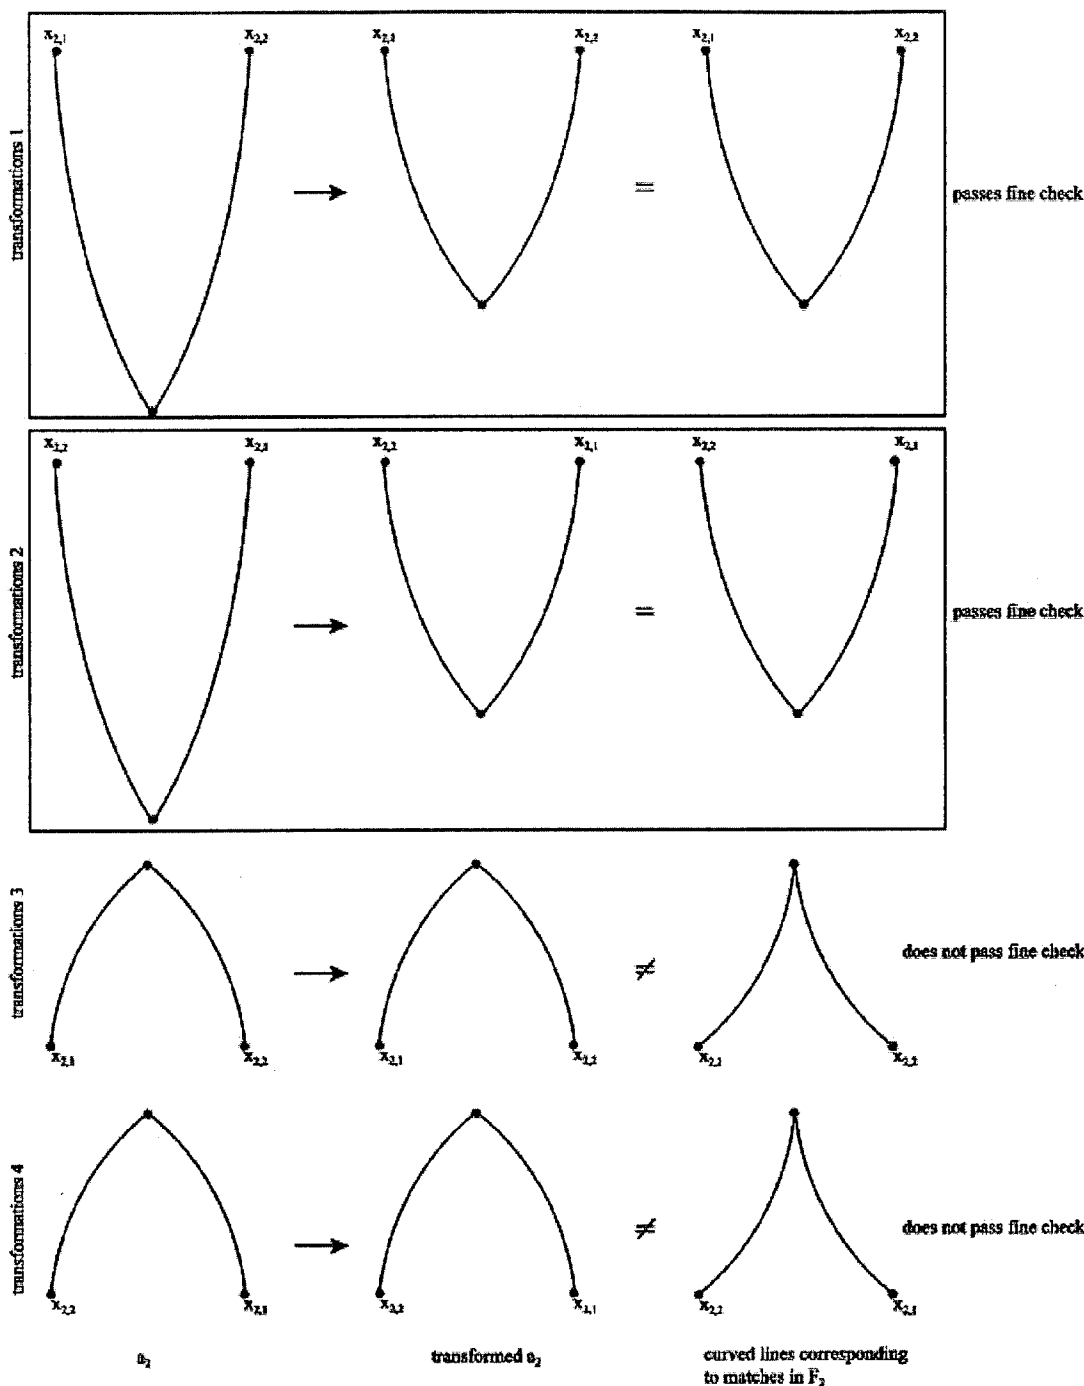 transformations 1
x2,1 x2,2 x2,1 x2,2 x2,1 x2,2
→ =
passes fine check
transformations 2
x2,2 x2,1 x2,2 x2,1 x2,2 x2,1
→ =
passes fine check
transformations 3
→ ≠
does not pass fine check
x2,1 x2,2 x2,1 x2,2 x2,1 x2,2
transformations 4
→ ≠
does not pass fine check
x2,2 x2,1 x2,2 x2,1 x2,2 x2,1
a2
transformed a2
curved lines corresponding
to matches in F2